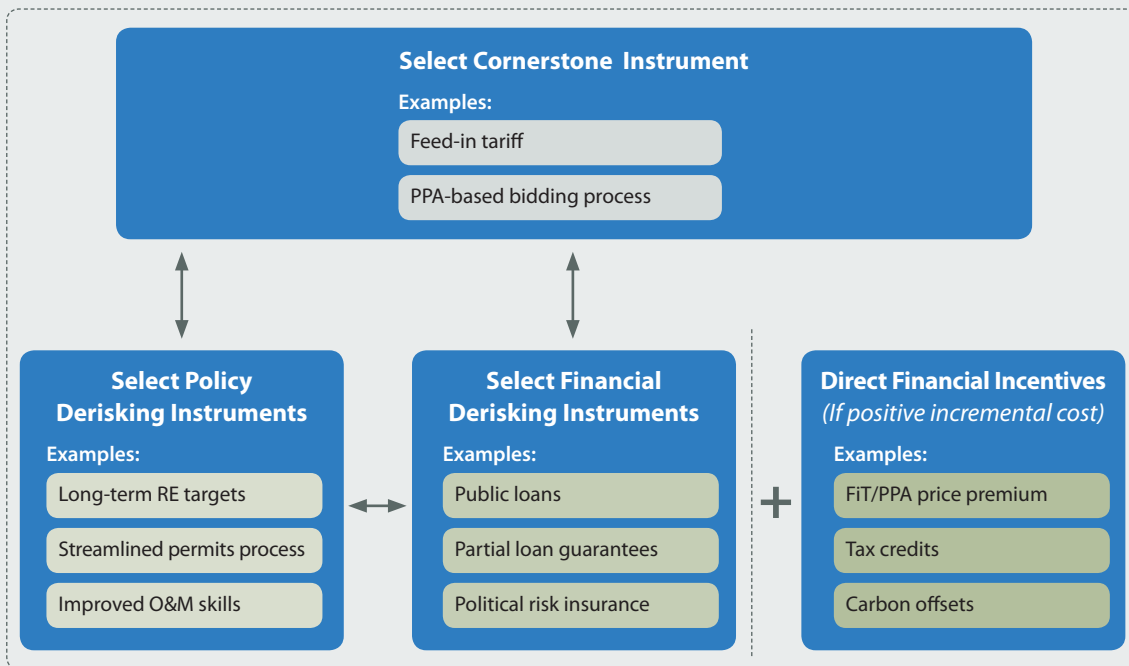 Select Cornerstone Instrument
Examples:
Feed-in tariff
PPA-based bidding process
Select Policy
Derisking Instruments
Examples:
Long-term RE targets
Streamlined permits process
Improved O&M skills
Select Financial
Derisking Instruments
Examples:
Public loans
Partial loan guarantees
Political risk insurance
+
Direct Financial Incentives
(If positive incremental cost)
Examples:
FiT/PPA price premium
Tax credits
Carbon offsets